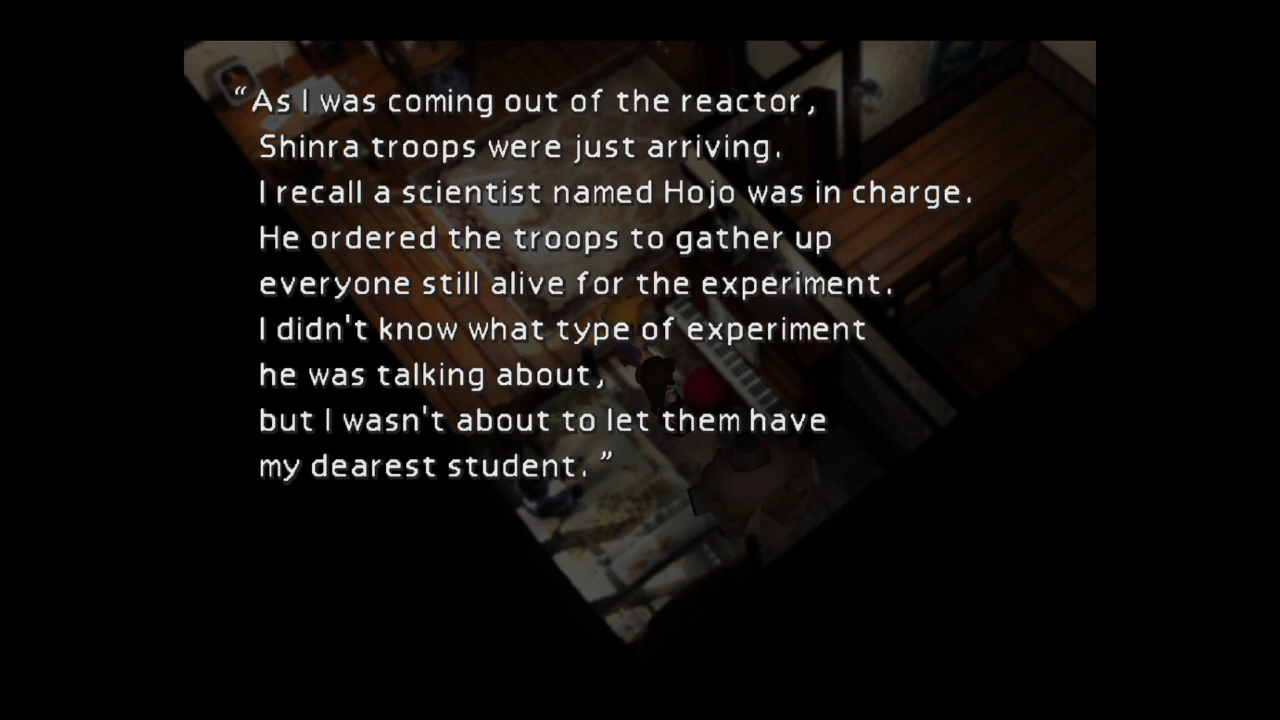 “As I was coming out of the reactor,
Shinra troops were just arriving.
I recall a scientist named Hojo was in charge.
He ordered the troops to gather up
everyone still alive for the experiment.
I didn't know what type of experiment
he was talking about,
but I wasn't about to let them have
my dearest student.”